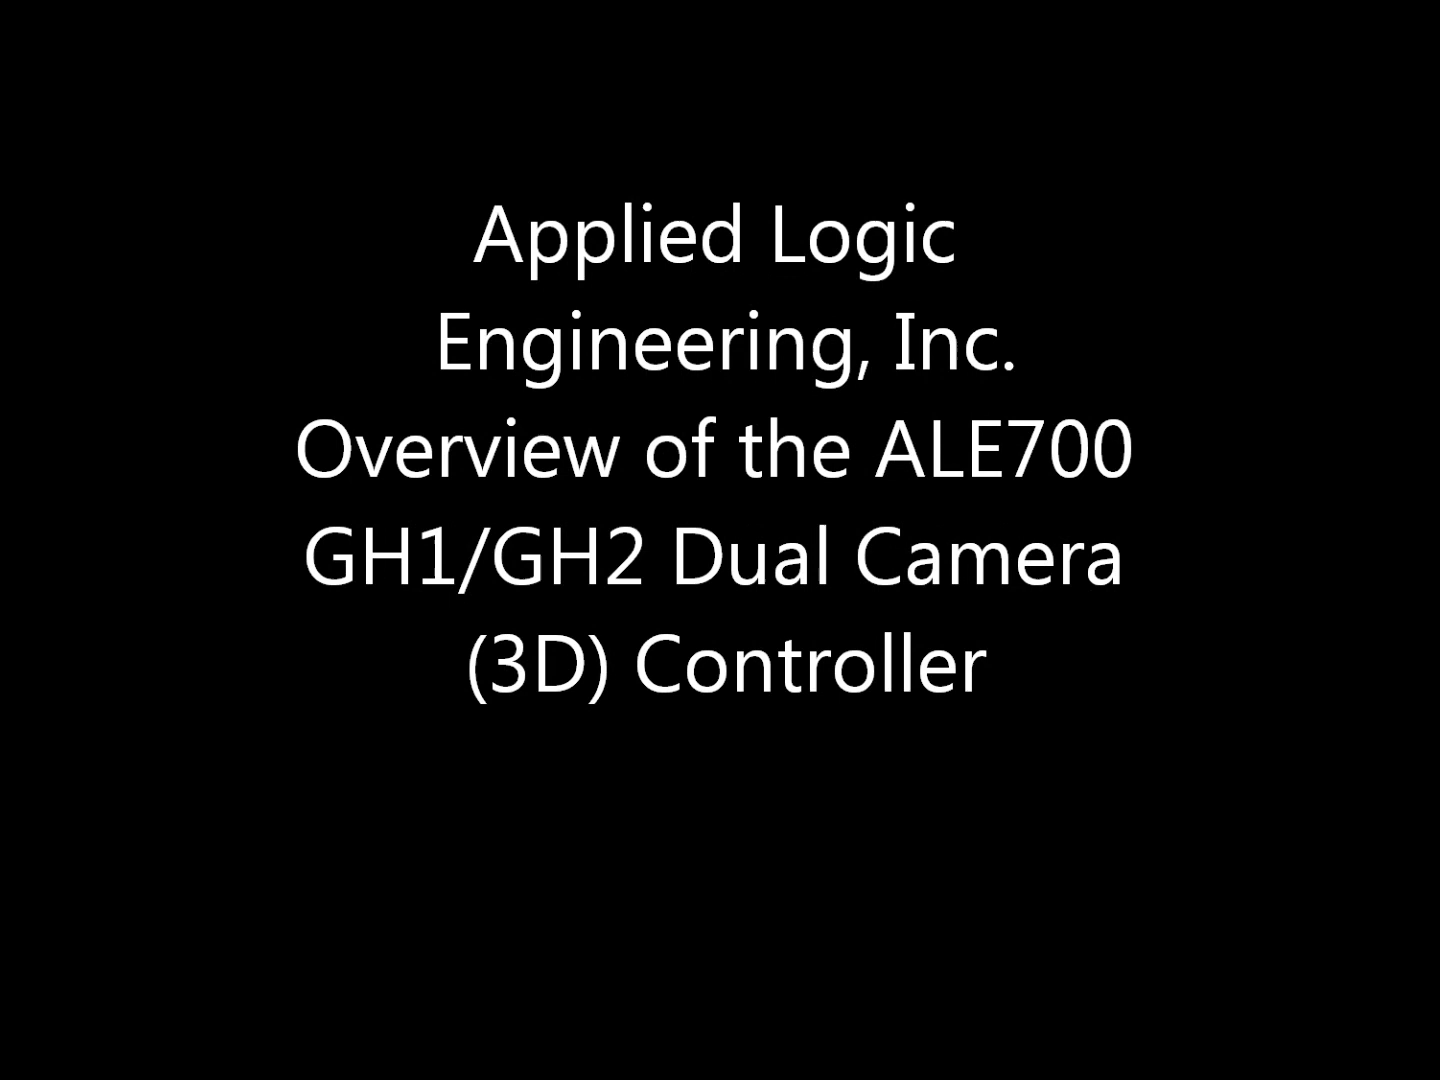 Applied Logic
Engineering, Inc.
Overview of the ALE700
GH1/GH2 Dual Camera
(3D) Controller